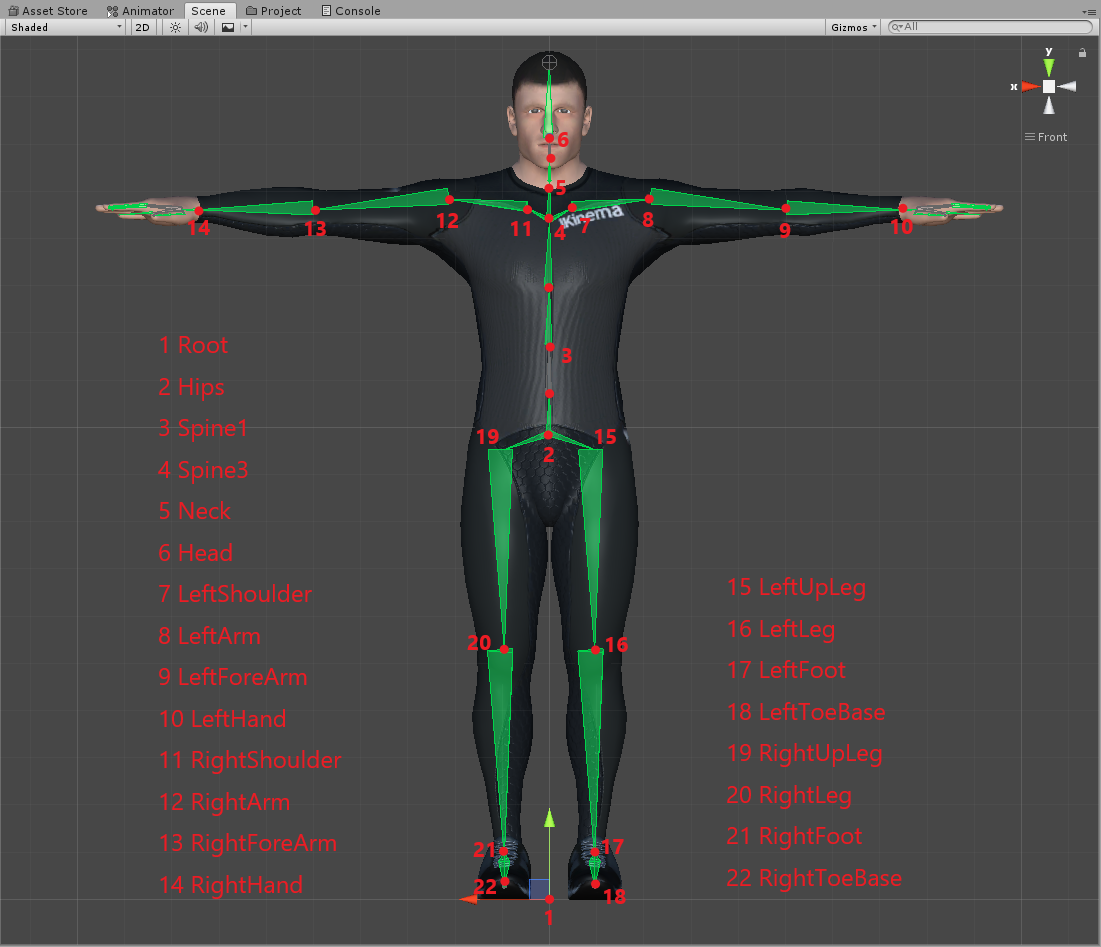 Asset Store Animator Scene Project Console
Shaded 2D Gizmos All
y
x
Front
6
5
12 11 4 7 8
14 13 9 10
iKinema
3
1 Root
2 Hips
3 Spine1
4 Spine3
5 Neck
6 Head
7 LeftShoulder
8 LeftArm
9 LeftForeArm
10 LeftHand
11 RightShoulder
12 RightArm
13 RightForeArm
14 RightHand
19 15
2
20 16
15 LeftUpLeg
16 LeftLeg
17 LeftFoot
18 LeftToeBase
19 RightUpLeg
20 RightLeg
21 RightFoot
22 RightToeBase
21 17
22 18
1